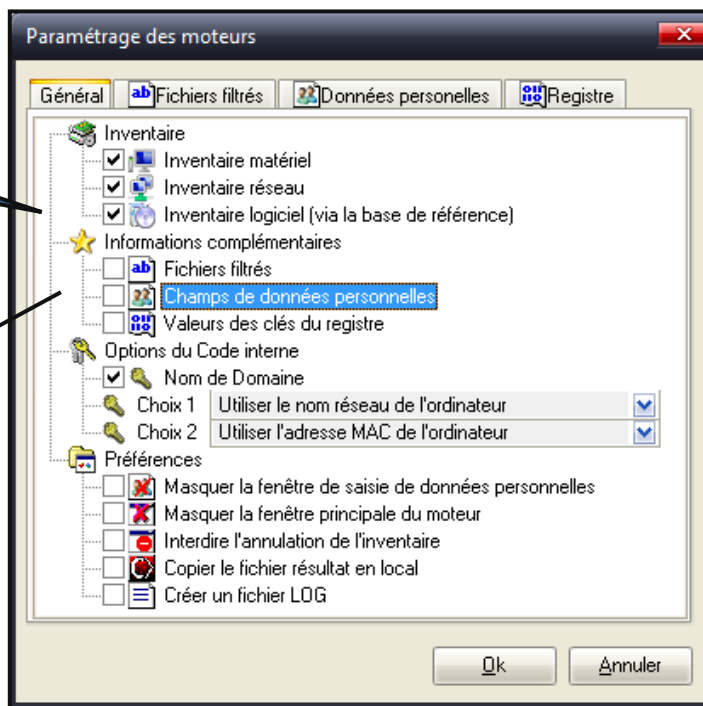 Paramétrage des moteurs
Général
Fichiers filtrés
Données personelles
Registre
Inventaire
Inventaire matériel
Inventaire réseau
Inventaire logiciel (via la base de référence)
Informations complémentaires
Fichiers filtrés
Champs de données personnelles
Valeurs des clés du registre
Options du Code interne
Nom de Domaine
Choix 1 Utiliser le nom réseau de l'ordinateur
Choix 2 Utiliser l'adresse MAC de l'ordinateur
Préférences
Masquer la fenêtre de saisie de données personnelles
Masquer la fenêtre principale du moteur
Interdire l'annulation de l'inventaire
Copier le fichier résultat en local
Créer un fichier LOG
Ok Annuler